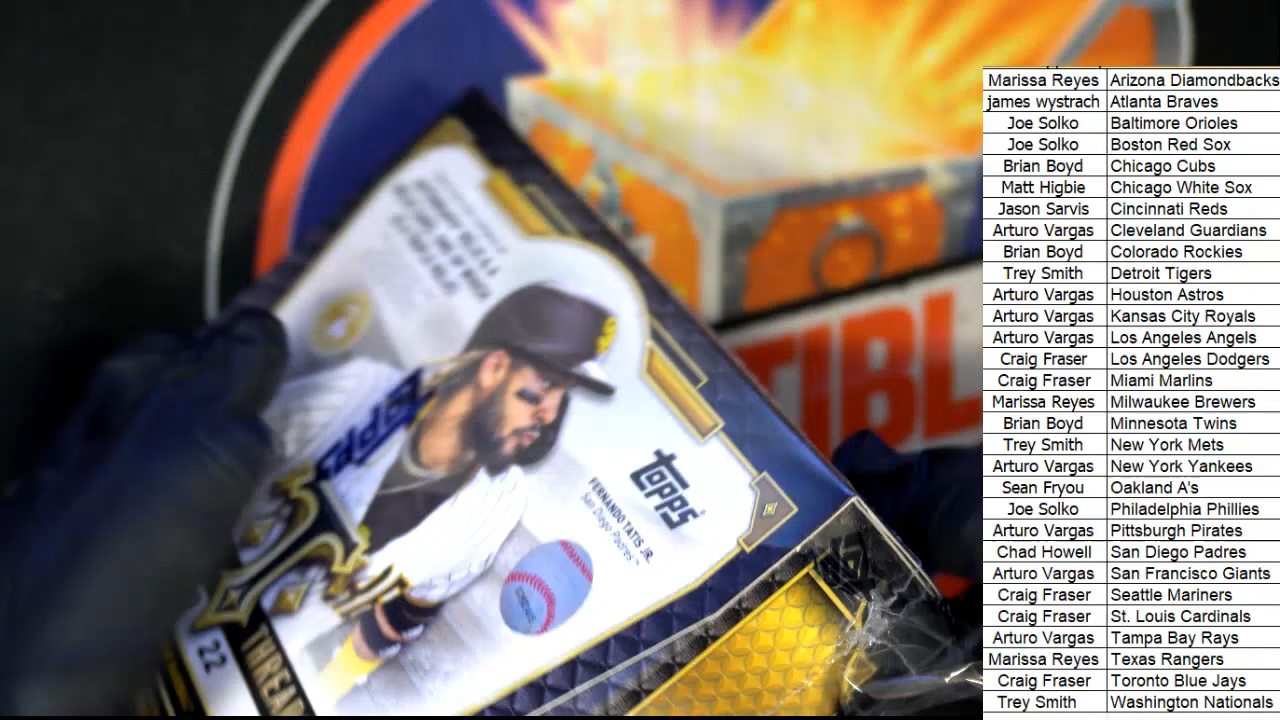 Marissa Reyes Arizona Diamondbacks
james wystrach Atlanta Braves
Joe Solko Baltimore Orioles
Joe Solko Boston Red Sox
Brian Boyd Chicago Cubs
Matt Higbie Chicago White Sox
Jason Sarvis Cincinnati Reds
Arturo Vargas Cleveland Guardians
Brian Boyd Colorado Rockies
Trey Smith Detroit Tigers
Arturo Vargas Houston Astros
Arturo Vargas Kansas City Royals
Arturo Vargas Los Angeles Angels
Craig Fraser Los Angeles Dodgers
Craig Fraser Miami Marlins
Marissa Reyes Milwaukee Brewers
Brian Boyd Minnesota Twins
Trey Smith New York Mets
Arturo Vargas New York Yankees
Sean Fryou Oakland A's
Joe Solko Philadelphia Phillies
Arturo Vargas Pittsburgh Pirates
Chad Howell San Diego Padres
Arturo Vargas San Francisco Giants
Craig Fraser Seattle Mariners
Craig Fraser St. Louis Cardinals
Arturo Vargas Tampa Bay Rays
Marissa Reyes Texas Rangers
Craig Fraser Toronto Blue Jays
Trey Smith Washington Nationals
TOPPS
FERNANDO TATIS JR.
San Diego Padres™
22
THREA
TIBL